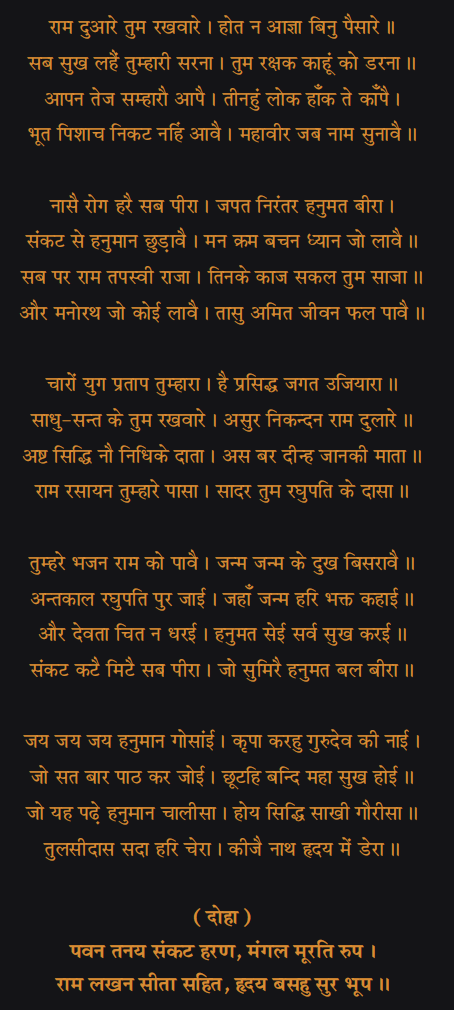 राम दुआरे तुम रखवारे । होत न आज्ञा बिनु पैसारे ॥
सब सुख लहैं तुम्हारी सरना । तुम रक्षक काहूं को डरना ॥
आपन तेज सम्हारौ आपै । तीनहुं लोक हाँक ते काँपै ।
भूत पिशाच निकट नहिं आवै । महावीर जब नाम सुनावै ॥
नासै रोग हरै सब पीरा । जपत निरंतर हनुमत बीरा ।
संकट से हनुमान छुड़ावै । मन क्रम बचन ध्यान जो लावै ॥
सब पर राम तपस्वी राजा । तिनके काज सकल तुम साजा ॥
और मनोरथ जो कोई लावै । तासु अमित जीवन फल पावै ॥
चारों युग प्रताप तुम्हारा । है प्रसिद्ध जगत उजियारा ॥
साधु-सन्त के तुम रखवारे । असुर निकन्दन राम दुलारे ॥
अष्ट सिद्धि नौ निधिके दाता । अस बर दीन्ह जानकी माता ॥
राम रसायन तुम्हारे पासा । सादर तुम रघुपति के दासा ॥
तुम्हरे भजन राम को पावै । जन्म जन्म के दुख बिसरावै ॥
अन्तकाल रघुपति पुर जाई । जहाँ जन्म हरि भक्त कहाई ॥
और देवता चित न धरई । हनुमत सेई सर्व सुख करई ॥
संकट कटै मिटै सब पीरा । जो सुमिरै हनुमत बल बीरा ॥
जय जय जय हनुमान गोसांई । कृपा करहु गुरुदेव की नाई ।
जो सत बार पाठ कर जोई । छूटहि बन्दि महा सुख होई ॥
जो यह पढ़े हनुमान चालीसा । होय सिद्धि साखी गौरीसा ॥
तुलसीदास सदा हरि चेरा । कीजै नाथ हृदय में डेरा ॥
( दोहा )
पवन तनय संकट हरण, मंगल मूरति रुप ।
राम लखन सीता सहित, हृदय बसहु सुर भूप ॥